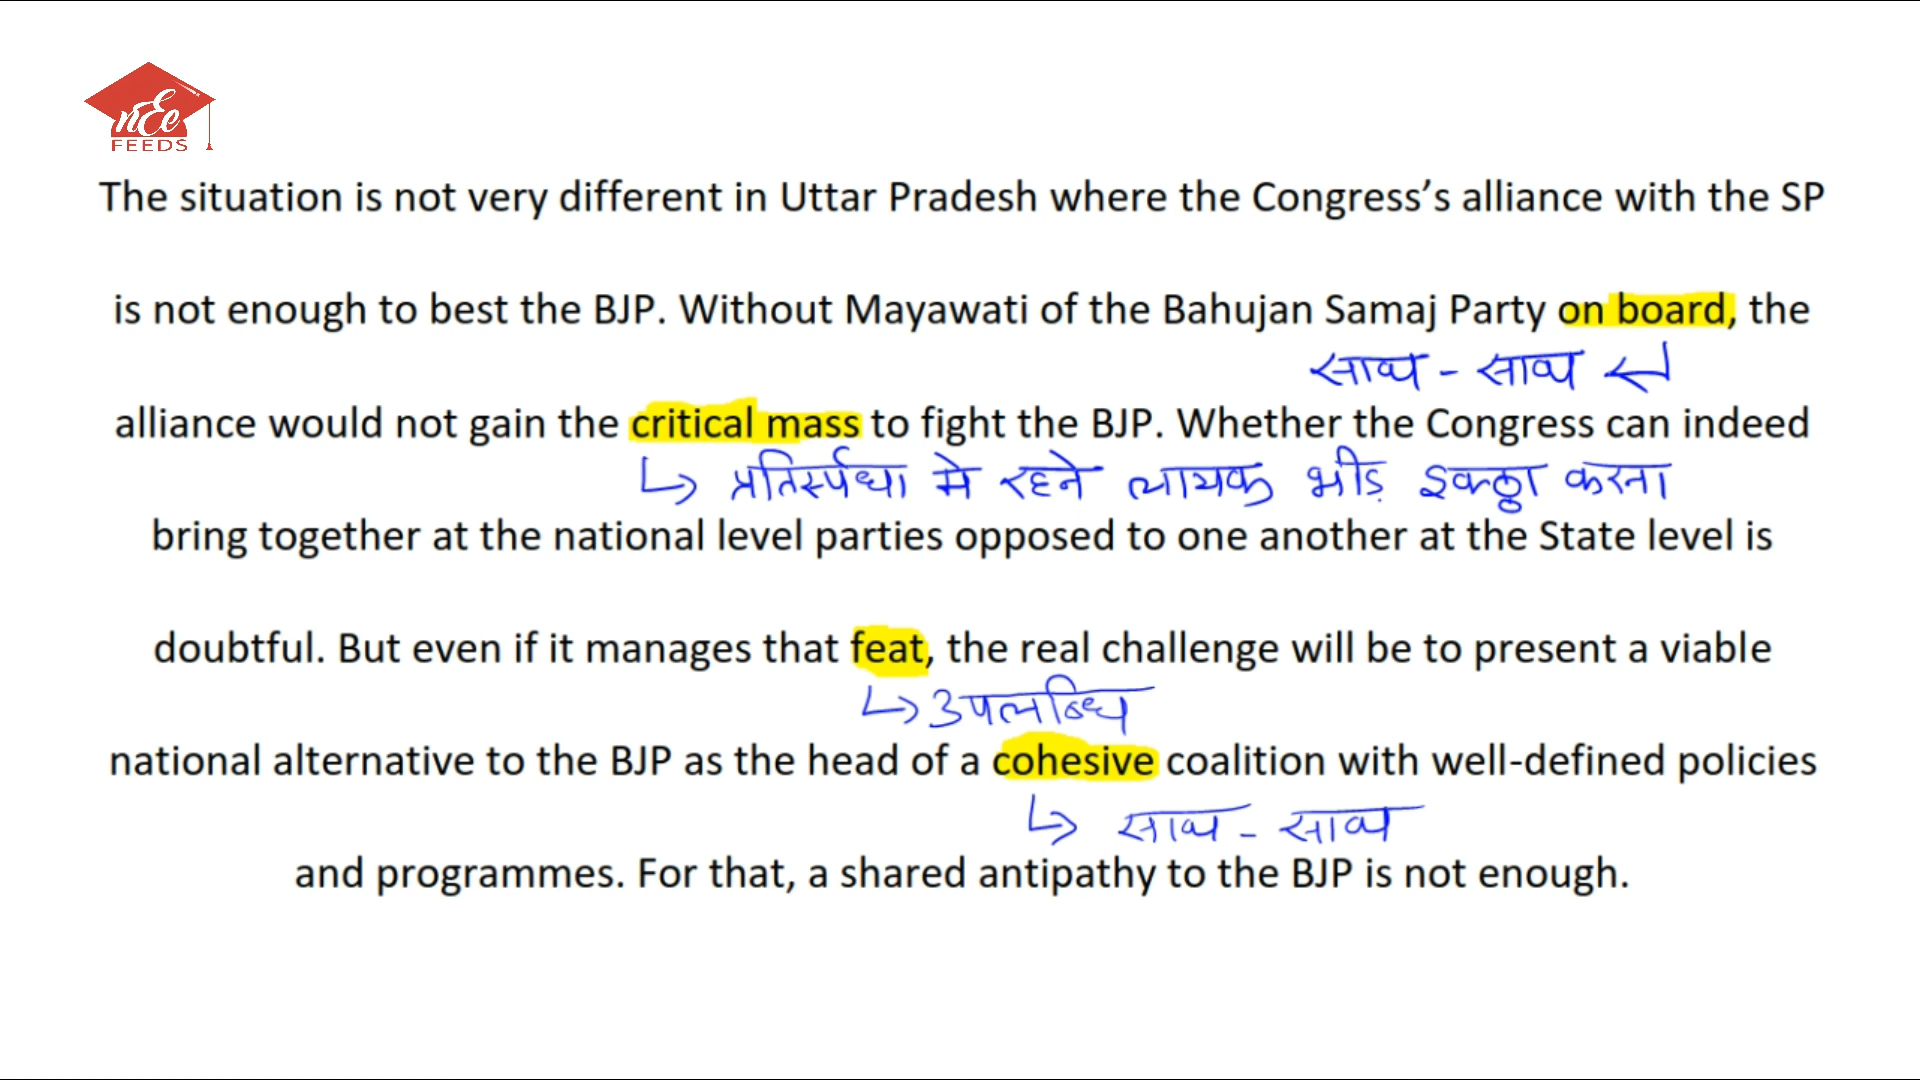 nEe
FEEDS
The situation is not very different in Uttar Pradesh where the Congress’s alliance with the SP
is not enough to best the BJP. Without Mayawati of the Bahujan Samaj Party on board, the
साथ - साथ
alliance would not gain the critical mass to fight the BJP. Whether the Congress can indeed
प्रतिर्स्पधा मे रहने लायक भीड़ इकठ्ठा करना
bring together at the national level parties opposed to one another at the State level is
doubtful. But even if it manages that feat, the real challenge will be to present a viable
उपलब्धि
national alternative to the BJP as the head of a cohesive coalition with well-defined policies
साथ - साथ
and programmes. For that, a shared antipathy to the BJP is not enough.